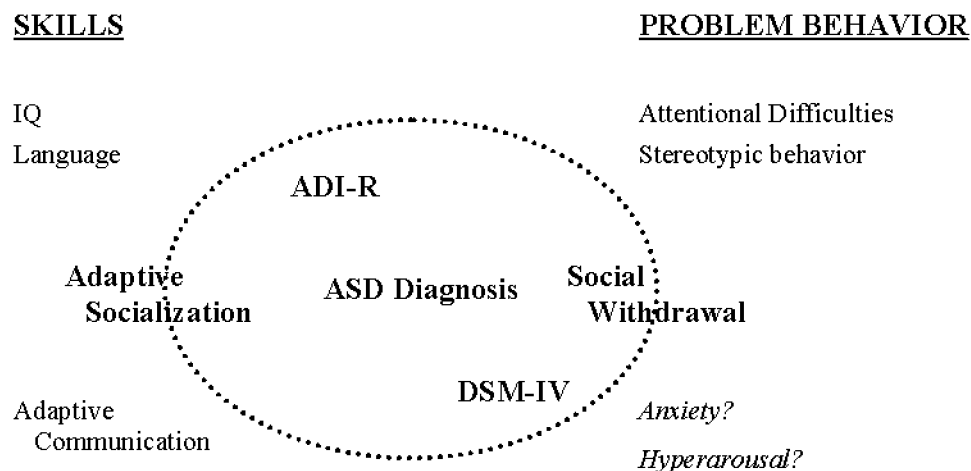 SKILLS
PROBLEM BEHAVIOR
IQ
Attentional Difficulties
Language
Stereotypic behavior
ADI-R
Adaptive
Socialization
ASD Diagnosis
Social
Withdrawal
DSM-IV
Adaptive
Communication
Anxiety?
Hyperarousal?